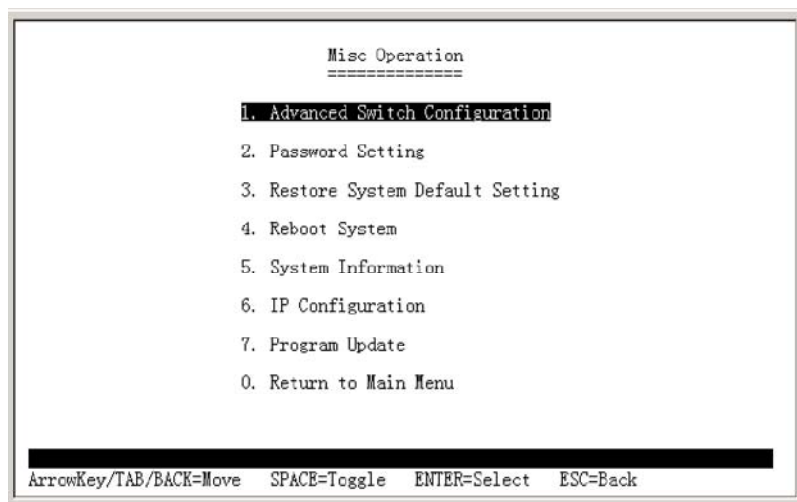 Misc Operation
==============
1. Advanced Switch Configuration
2. Password Setting
3. Restore System Default Setting
4. Reboot System
5. System Information
6. IP Configuration
7. Program Update
0. Return to Main Menu
ArrowKey/TAB/BACK=Move SPACE=Toggle ENTER=Select ESC=Back